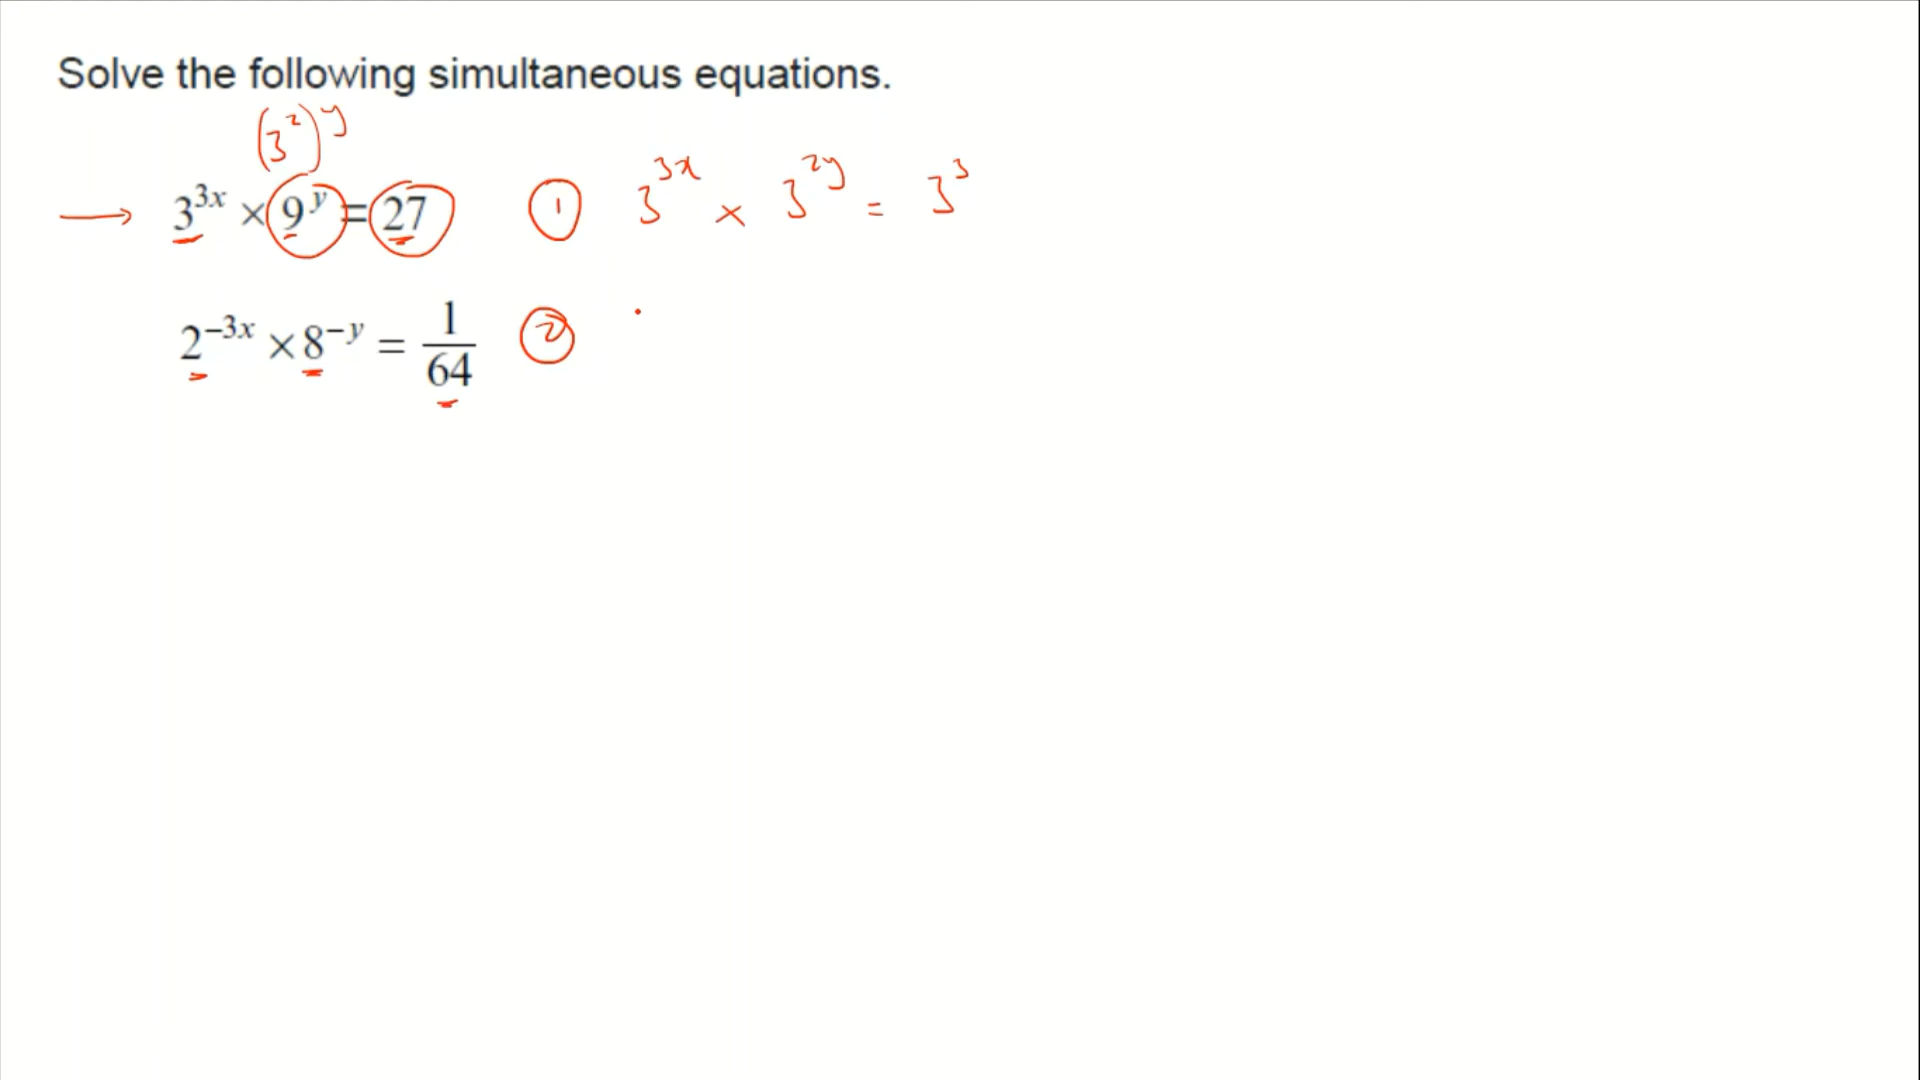 Solve the following simultaneous equations.
(3²)^y
→ 3^{3x} × 9^y = 27 ① 3^{3x} × 3^{2y} = 3³
2^{−3x} × 8^{−y} = 1/64 ②